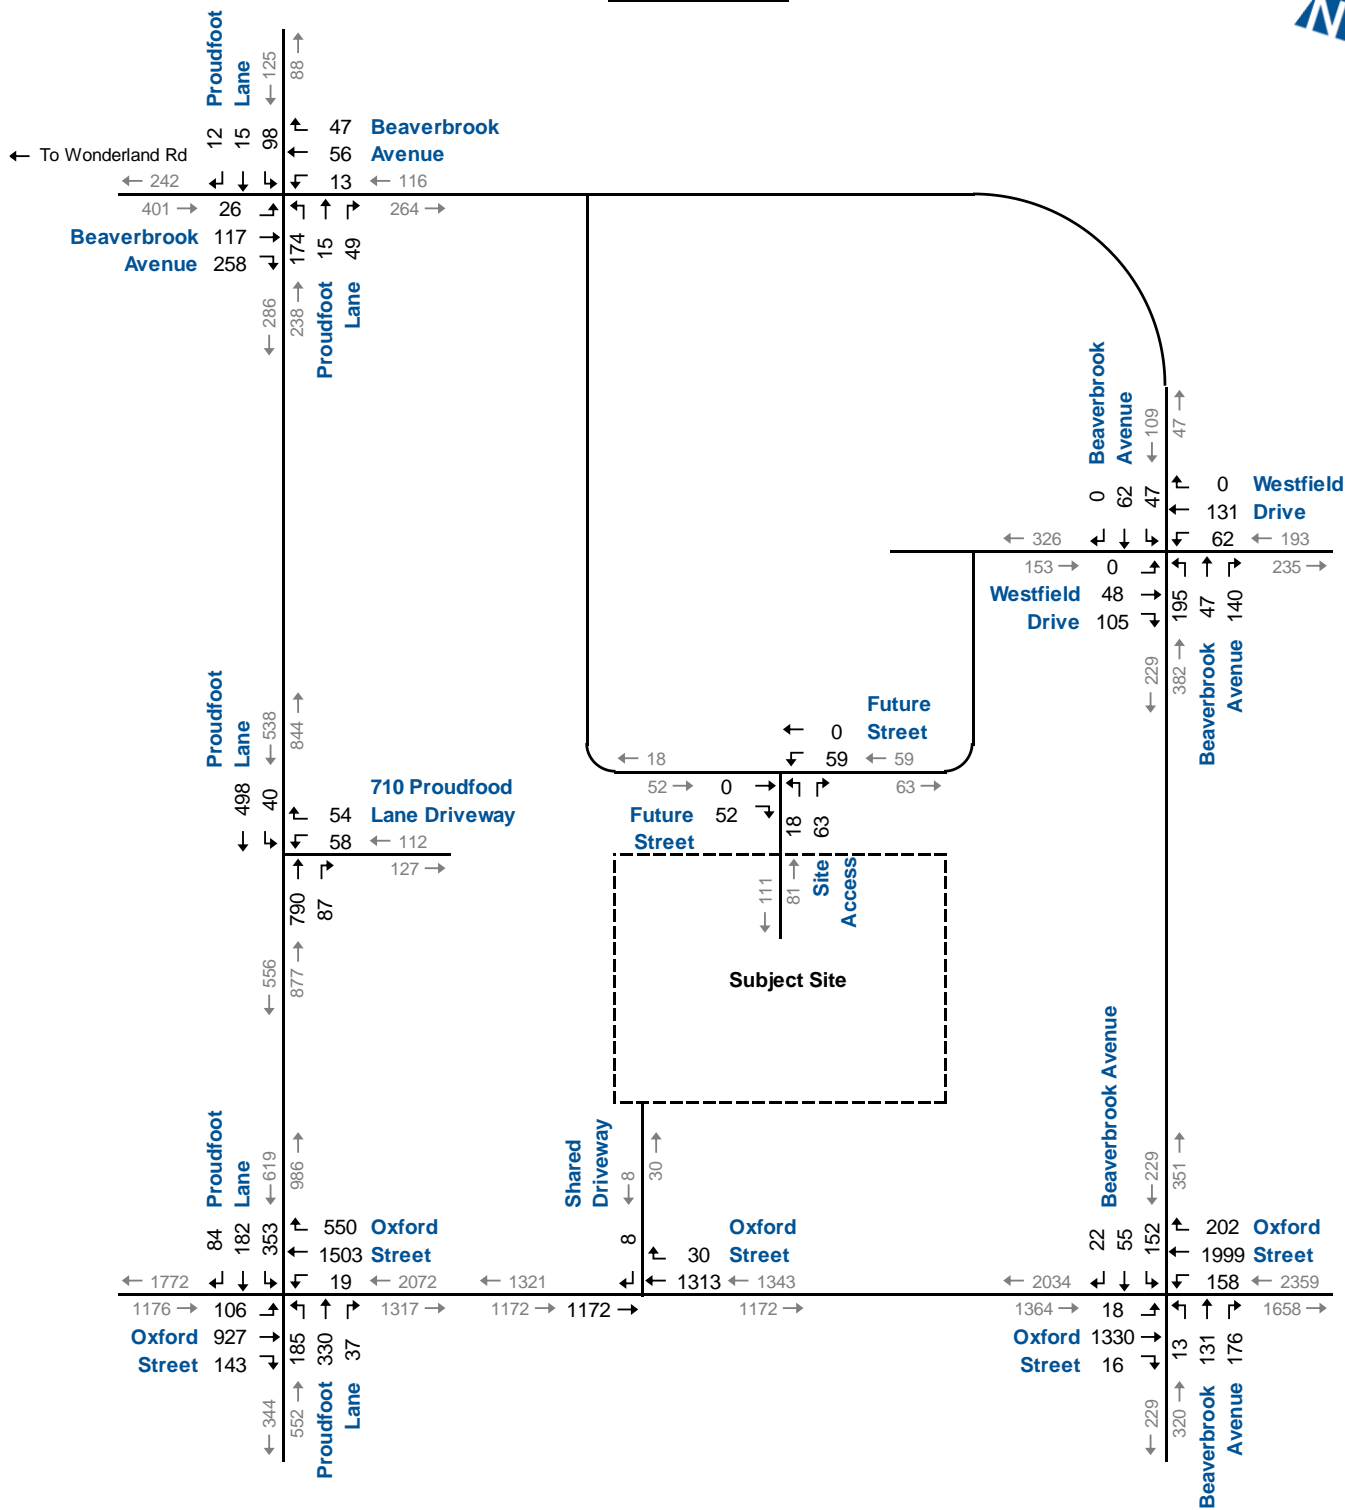 N
Proudfoot
Lane
← 125
88 →
12
15
98
47 Beaverbrook
56 Avenue
13 ← 116
← To Wonderland Rd
← 242
401 → 26
264 →
Beaverbrook 117
Avenue 258
174
15
49
← 286
238 →
Proudfoot
Lane
Beaverbrook
Avenue
← 109
47 →
0
62
47
0 Westfield
131 Drive
62 ← 193
← 326
153 → 0
235 →
Westfield 48
Drive 105
195
47
140
← 229
382 →
Beaverbrook
Avenue
Proudfoot
Lane
← 538
844 →
498
40
710 Proudfood
54 Lane Driveway
58 ← 112
127 →
790
87
← 556
877 →
Future
0 Street
59 ← 59
← 18
52 → 0
63 →
Future 52
Street
18
63
← 111
81 →
Site
Access
Subject Site
Proudfoot
Lane
← 619
986 →
84
182
353
550 Oxford
1503 Street
19 ← 2072
← 1772
1176 → 106
1317 →
Oxford 927
Street 143
185
330
37
← 344
552 →
Proudfoot
Lane
Shared
Driveway
← 8
30 →
8
Oxford
30 Street
1313 ← 1343
← 1321
1172 → 1172
1172 →
Beaverbrook Avenue
← 229
351 →
22
55
152
202 Oxford
1999 Street
158 ← 2359
← 2034
1364 → 18
1658 →
Oxford 1330
Street 16
13
131
176
← 229
320 →
Beaverbrook
Avenue